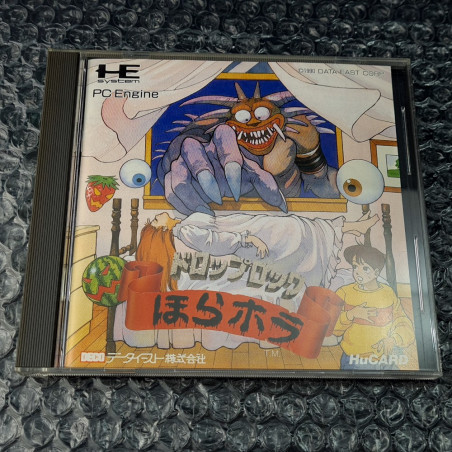 HE
system
PC Engine
©1990 DATA EAST CORP.
ドロップロック
ほらホラ
TM
DECO データイースト株式会社
HuCARD